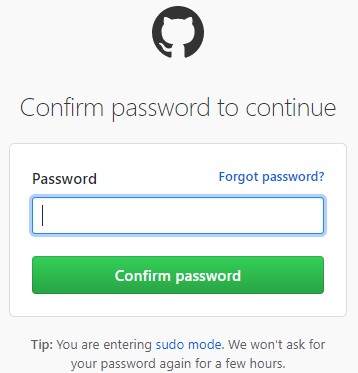 Confirm password to continue
Password
Forgot password?
Confirm password
Tip: You are entering sudo mode. We won't ask for
your password again for a few hours.